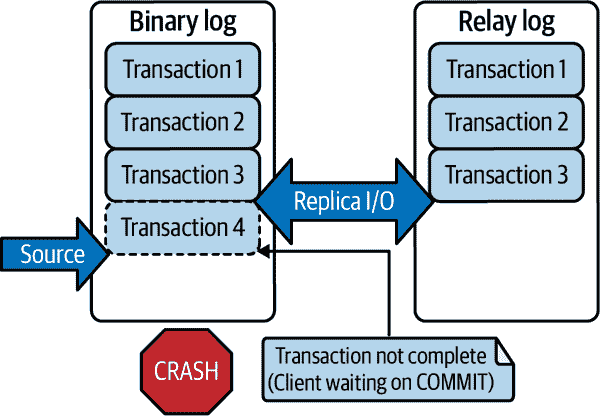 Binary log
Transaction 1
Transaction 2
Transaction 3
Transaction 4
Source
Replica I/O
Relay log
Transaction 1
Transaction 2
Transaction 3
CRASH
Transaction not complete
(Client waiting on COMMIT)